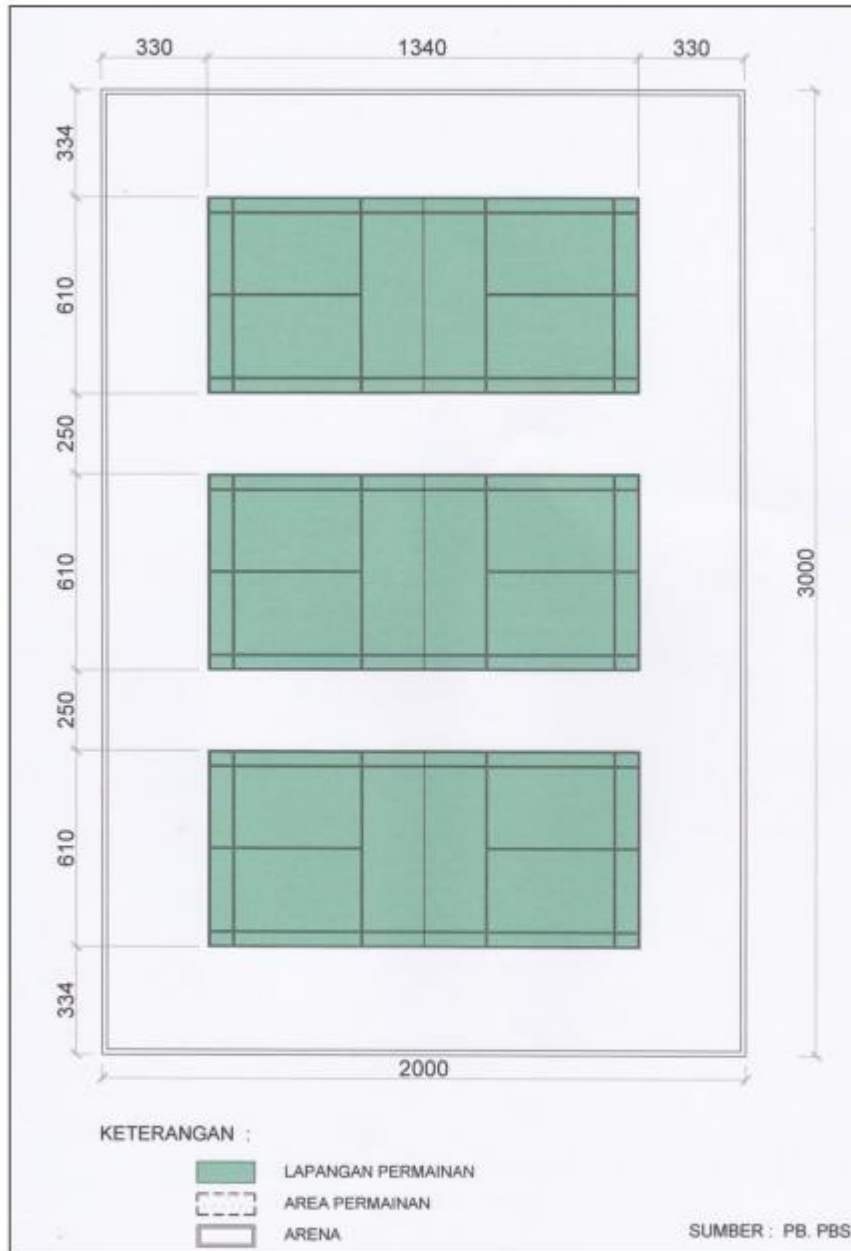 330 1340 330
334
610
250
610
3000
250
610
334
2000
KETERANGAN :
LAPANGAN PERMAINAN
AREA PERMAINAN
ARENA
SUMBER : PB. PBS